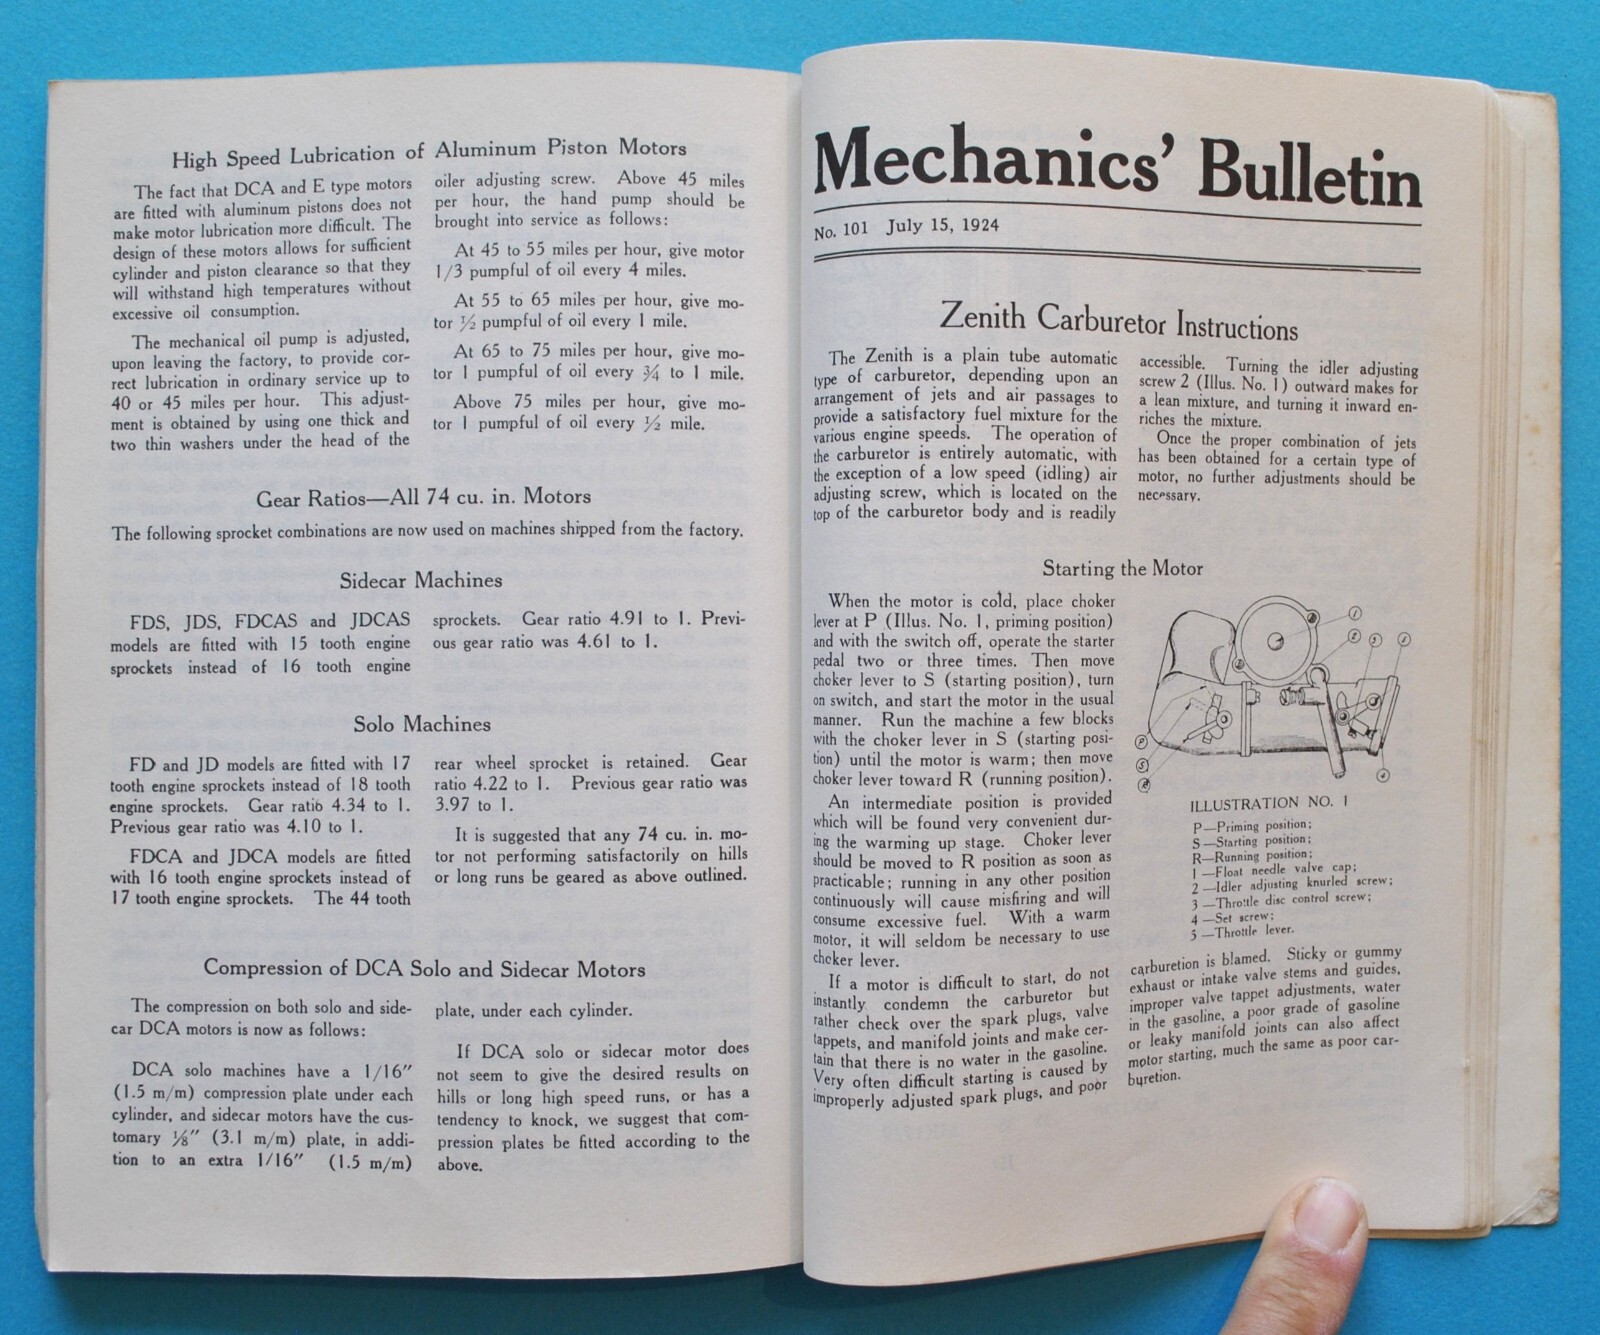 High Speed Lubrication of Aluminum Piston Motors
The fact that DCA and E type motors
are fitted with aluminum pistons does not
make motor lubrication more difficult. The
design of these motors allows for sufficient
cylinder and piston clearance so that they
will withstand high temperatures without
excessive oil consumption.
The mechanical oil pump is adjusted,
upon leaving the factory, to provide cor-
rect lubrication in ordinary service up to
40 or 45 miles per hour. This adjust-
ment is obtained by using one thick and
two thin washers under the head of the
oiler adjusting screw. Above 45 miles
per hour, the hand pump should be
brought into service as follows:
At 45 to 55 miles per hour, give motor
1/3 pumpful of oil every 4 miles.
At 55 to 65 miles per hour, give mo-
tor ½ pumpful of oil every 1 mile.
At 65 to 75 miles per hour, give mo-
tor 1 pumpful of oil every ¾ to 1 mile.
Above 75 miles per hour, give mo-
tor 1 pumpful of oil every ½ mile.
Gear Ratios—All 74 cu. in. Motors
The following sprocket combinations are now used on machines shipped from the factory.
Sidecar Machines
FDS, JDS, FDCAS and JDCAS
models are fitted with 15 tooth engine
sprockets instead of 16 tooth engine
sprockets. Gear ratio 4.91 to 1. Previ-
ous gear ratio was 4.61 to 1.
Solo Machines
FD and JD models are fitted with 17
tooth engine sprockets instead of 18 tooth
engine sprockets. Gear ratio 4.34 to 1.
Previous gear ratio was 4.10 to 1.
FDCA and JDCA models are fitted
with 16 tooth engine sprockets instead of
17 tooth engine sprockets. The 44 tooth
rear wheel sprocket is retained. Gear
ratio 4.22 to 1. Previous gear ratio was
3.97 to 1.
It is suggested that any 74 cu. in. mo-
tor not performing satisfactorily on hills
or long runs be geared as above outlined.
Compression of DCA Solo and Sidecar Motors
The compression on both solo and side-
car DCA motors is now as follows:
DCA solo machines have a 1/16″
(1.5 m/m) compression plate under each
cylinder, and sidecar motors have the cus-
tomary ⅛″ (3.1 m/m) plate, in addi-
tion to an extra 1/16″ (1.5 m/m)
plate, under each cylinder.
If DCA solo or sidecar motor does
not seem to give the desired results on
hills or long high speed runs, or has a
tendency to knock, we suggest that com-
pression plates be fitted according to the
above.
Mechanics' Bulletin
No. 101 July 15, 1924
Zenith Carburetor Instructions
The Zenith is a plain tube automatic
type of carburetor, depending upon an
arrangement of jets and air passages to
provide a satisfactory fuel mixture for the
various engine speeds. The operation of
the carburetor is entirely automatic, with
the exception of a low speed (idling) air
adjusting screw, which is located on the
top of the carburetor body and is readily
accessible. Turning the idler adjusting
screw 2 (Illus. No. 1) outward makes for
a lean mixture, and turning it inward en-
riches the mixture.
Once the proper combination of jets
has been obtained for a certain type of
motor, no further adjustments should be
necessary.
Starting the Motor
When the motor is cold, place choker
lever at P (Illus. No. 1, priming position)
and with the switch off, operate the starter
pedal two or three times. Then move
choker lever to S (starting position), turn
on switch, and start the motor in the usual
manner. Run the machine a few blocks
with the choker lever in S (starting posi-
tion) until the motor is warm; then move
choker lever toward R (running position).
An intermediate position is provided
which will be found very convenient dur-
ing the warming up stage. Choker lever
should be moved to R position as soon as
practicable; running in any other position
continuously will cause misfiring and will
consume excessive fuel. With a warm
motor, it will seldom be necessary to use
choker lever.
If a motor is difficult to start, do not
instantly condemn the carburetor but
rather check over the spark plugs, valve
tappets, and manifold joints and make cer-
tain that there is no water in the gasoline.
Very often difficult starting is caused by
improperly adjusted spark plugs, and poor
1
2
3
P
S
R
4
ILLUSTRATION NO. 1
P—Priming position;
S—Starting position;
R—Running position;
1—Float needle valve cap;
2—Idler adjusting knurled screw;
3—Throttle disc control screw;
4—Set screw;
5—Throttle lever.
carburetion is blamed. Sticky or gummy
exhaust or intake valve stems and guides,
improper valve tappet adjustments, water
in the gasoline, a poor grade of gasoline
or leaky manifold joints can also affect
motor starting, much the same as poor car-
buretion.